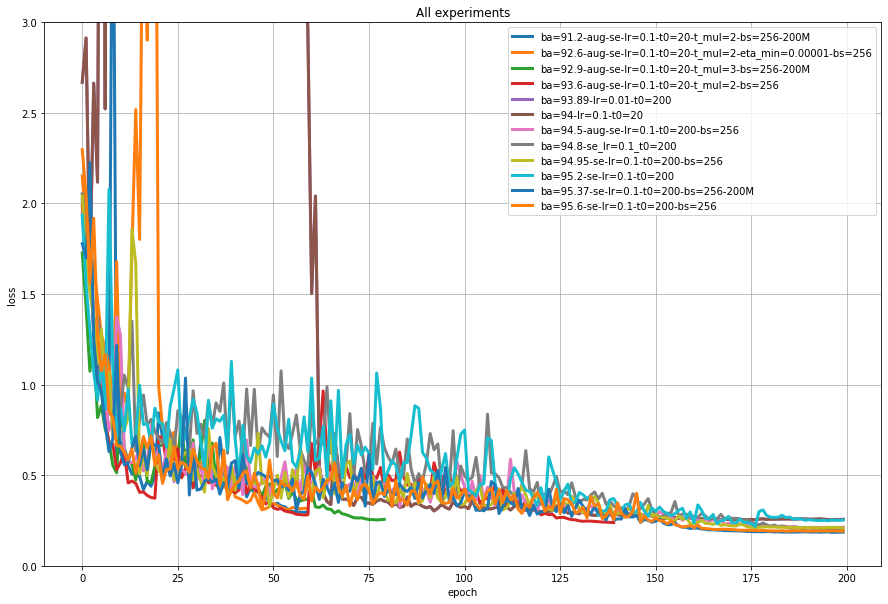 All experiments
3.0
2.5
2.0
1.5
1.0
0.5
0.0
loss
ba=91.2-aug-se-lr=0.1-t0=20-t_mul=2-bs=256-200M
ba=92.6-aug-se-lr=0.1-t0=20-t_mul=2-eta_min=0.00001-bs=256
ba=92.9-aug-se-lr=0.1-t0=20-t_mul=3-bs=256-200M
ba=93.6-aug-se-lr=0.1-t0=20-t_mul=2-bs=256
ba=93.89-lr=0.01-t0=200
ba=94-lr=0.1-t0=20
ba=94.5-aug-se-lr=0.1-t0=200-bs=256
ba=94.8-se_lr=0.1_t0=200
ba=94.95-se-lr=0.1-t0=200-bs=256
ba=95.2-se-lr=0.1-t0=200
ba=95.37-se-lr=0.1-t0=200-bs=256-200M
ba=95.6-se-lr=0.1-t0=200-bs=256
0 25 50 75 100 125 150 175 200
epoch